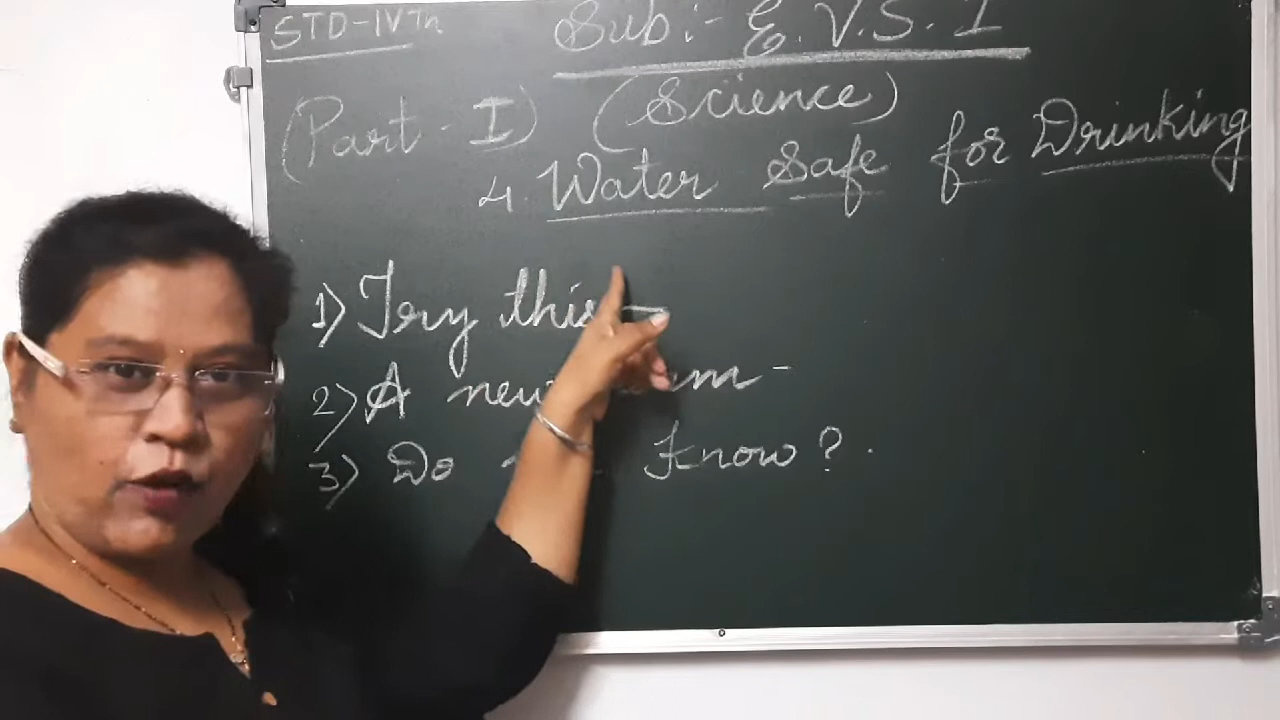 STD-IVTh
Sub:- E.V.S. I
(Part-I) (Science)
4. Water Safe for Drinking
1) Try this -
2) A new -
3) Do Know?.